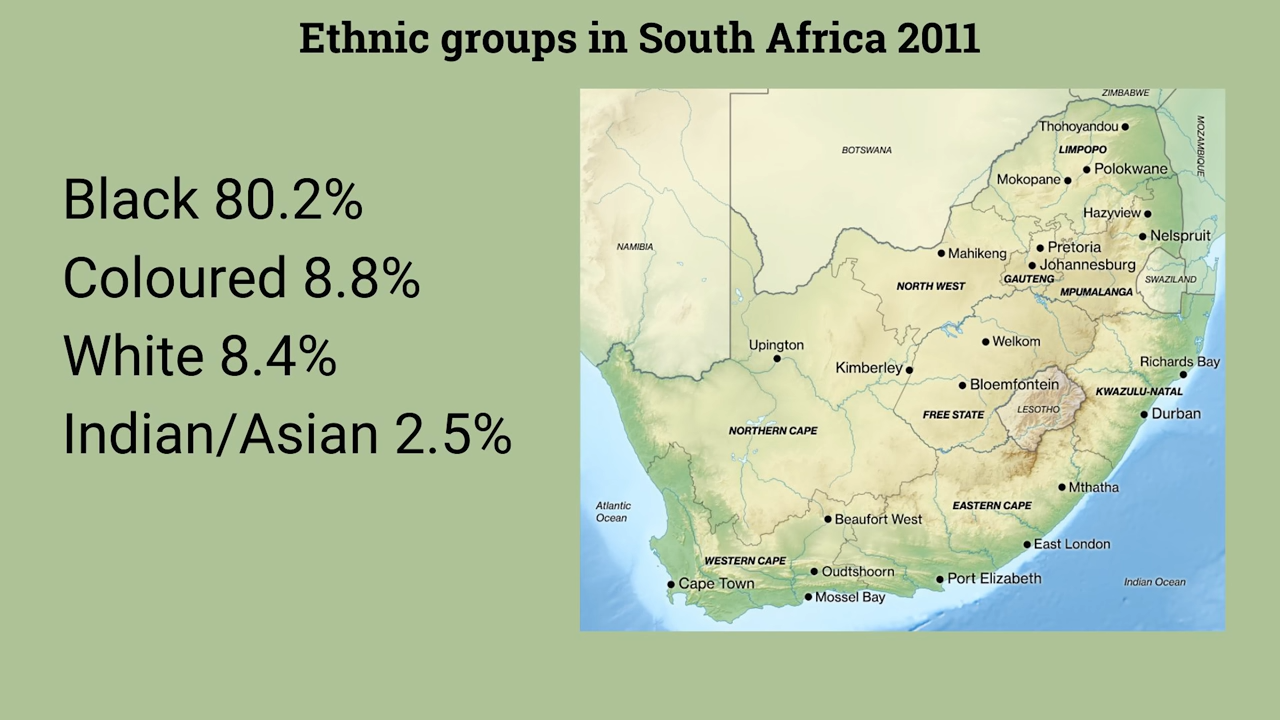 Ethnic groups in South Africa 2011
Black 80.2%
Coloured 8.8%
White 8.4%
Indian/Asian 2.5%
ZIMBABWE
MOZAMBIQUE
Thohoyandou
BOTSWANA
LIMPOPO
Polokwane
Mokopane
Hazyview
Nelspruit
NAMIBIA
Pretoria
Mahikeng
Johannesburg
GAUTENG
SWAZILAND
NORTH WEST
MPUMALANGA
Welkom
Upington
Richards Bay
Kimberley
Bloemfontein
KWAZULU-NATAL
LESOTHO
FREE STATE
Durban
NORTHERN CAPE
Mthatha
Atlantic
Ocean
EASTERN CAPE
Beaufort West
East London
WESTERN CAPE
Oudtshoorn
Cape Town
Port Elizabeth
Indian Ocean
Mossel Bay